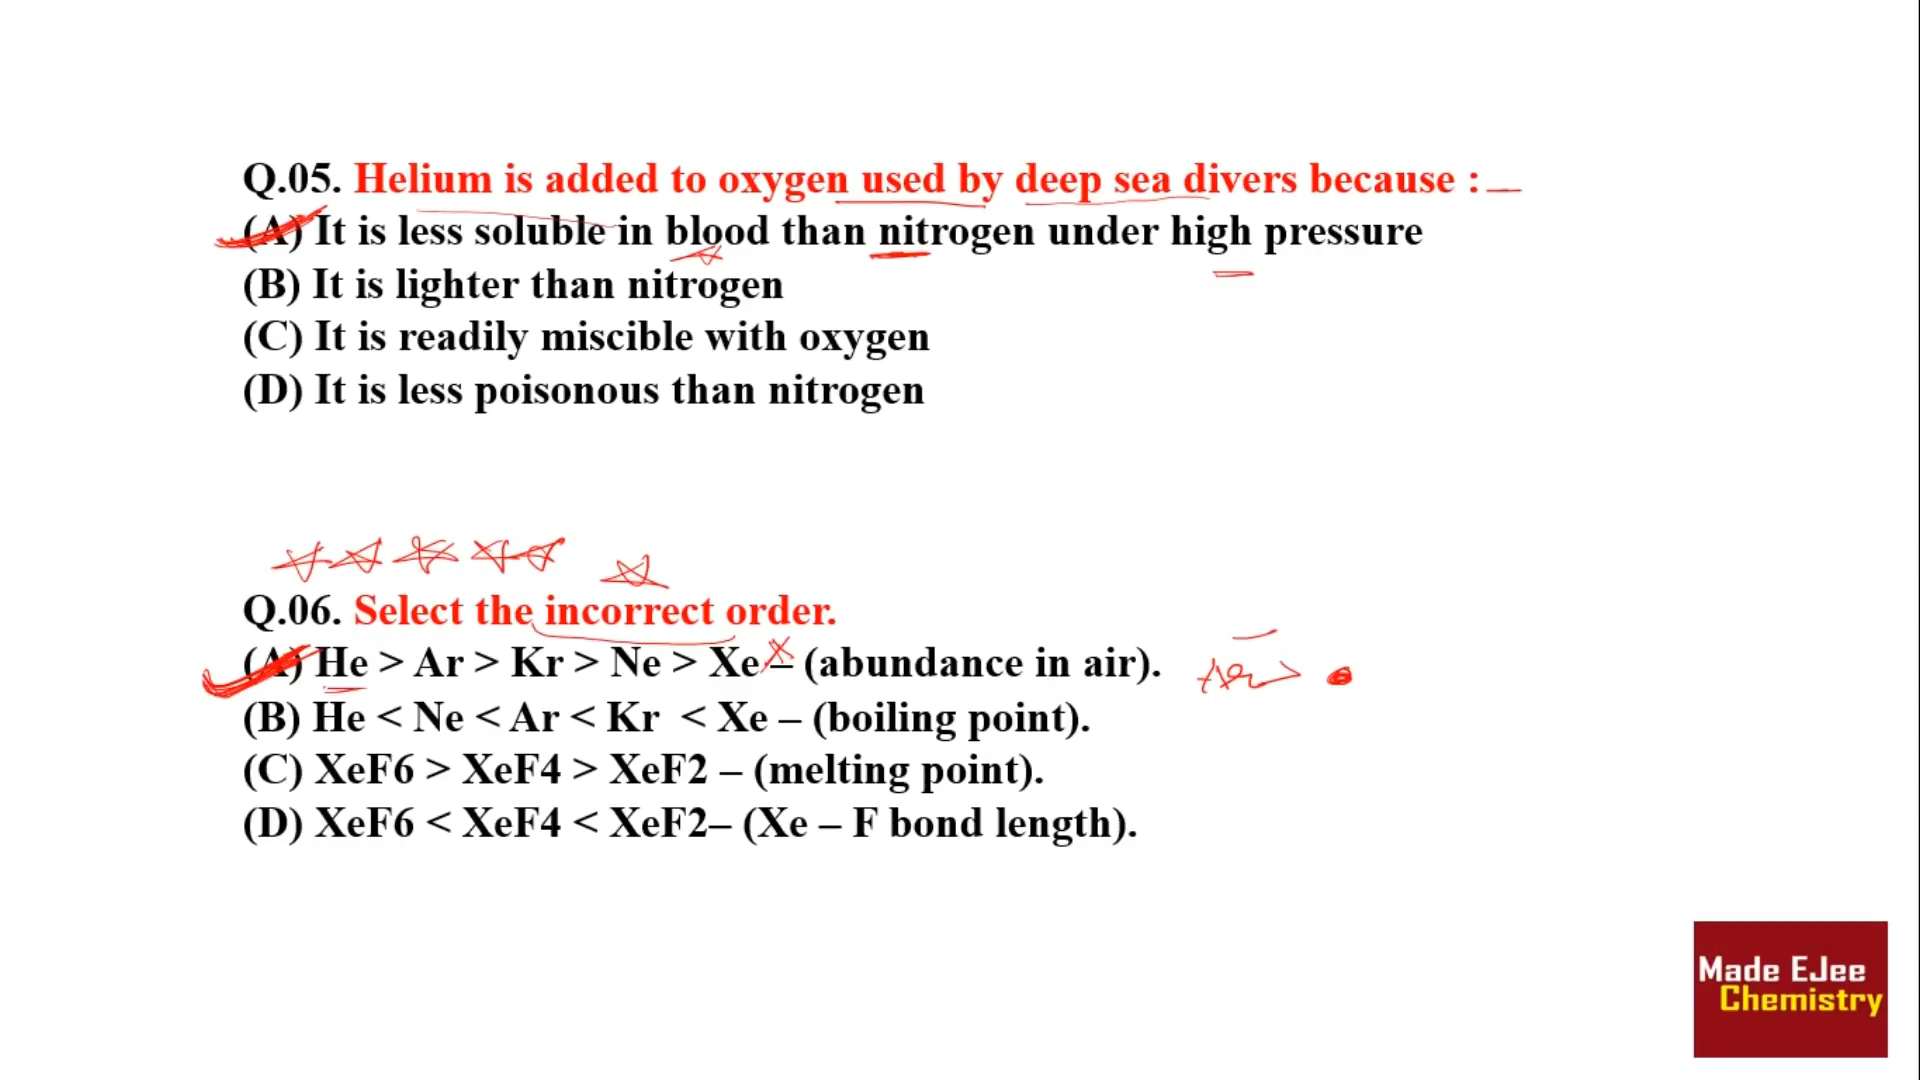 Q.05. Helium is added to oxygen used by deep sea divers because :
(A) It is less soluble in blood than nitrogen under high pressure
(B) It is lighter than nitrogen
(C) It is readily miscible with oxygen
(D) It is less poisonous than nitrogen
Q.06. Select the incorrect order.
(A) He > Ar > Kr > Ne > Xe – (abundance in air).
(B) He < Ne < Ar < Kr < Xe – (boiling point).
(C) XeF6 > XeF4 > XeF2 – (melting point).
(D) XeF6 < XeF4 < XeF2– (Xe – F bond length).
Made EJee
Chemistry